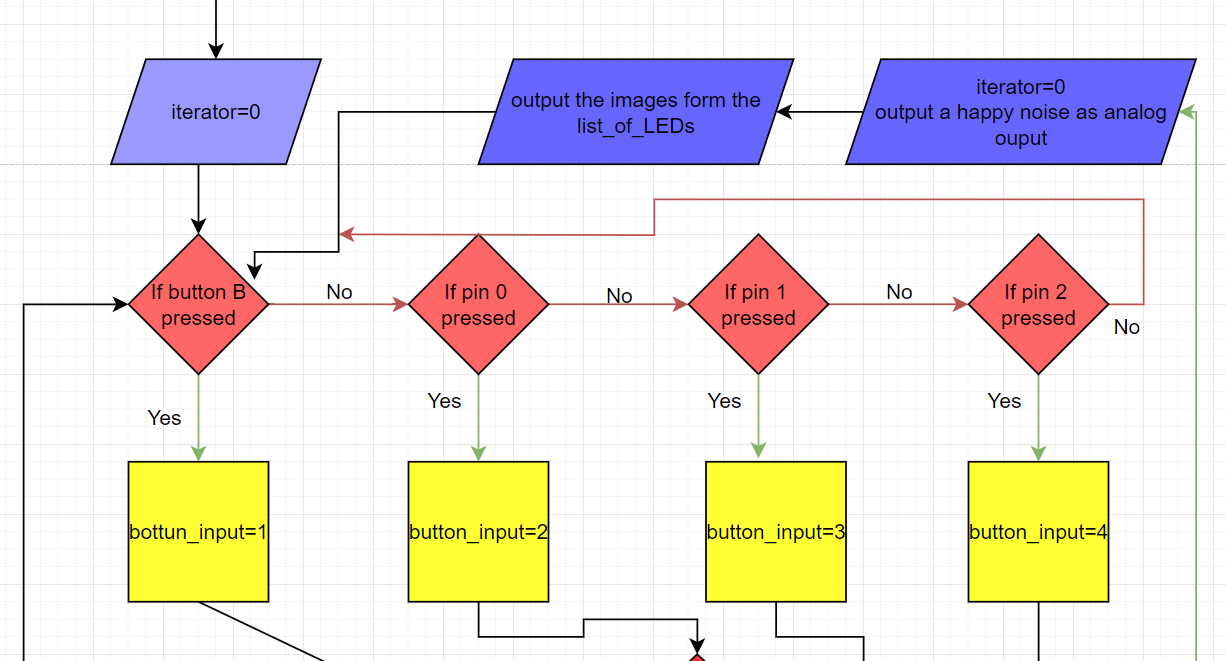 iterator=0
output the images form the
list_of_LEDs
iterator=0
output a happy noise as analog
ouput
If button B
pressed
No
If pin 0
pressed
No
If pin 1
pressed
No
If pin 2
pressed
No
Yes
Yes
Yes
Yes
bottun_input=1
button_input=2
button_input=3
button_input=4